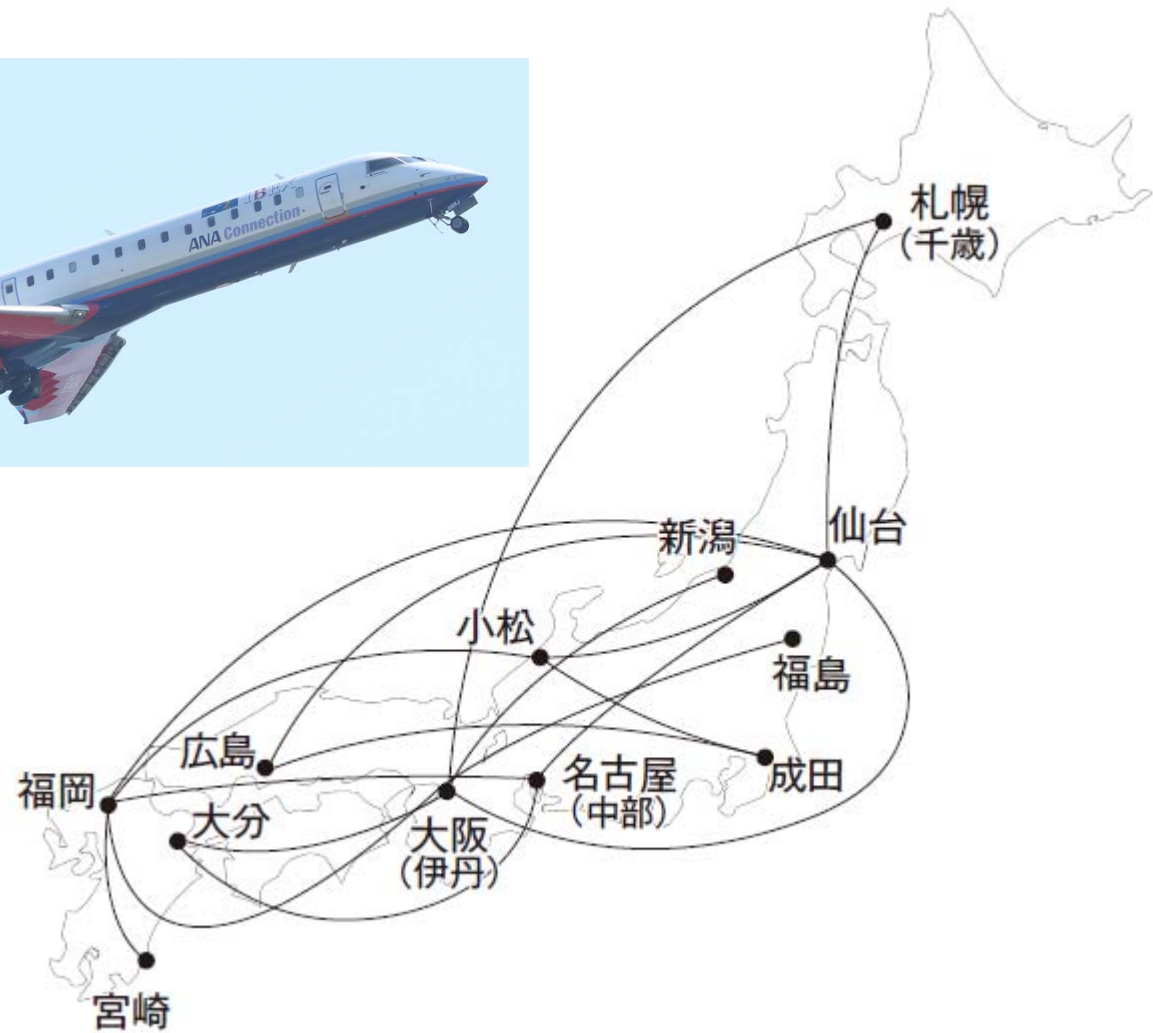 ANA Connection
札幌
(千歳)
仙台
新潟
小松
福島
広島
福岡
大分
名古屋
(中部)
成田
大阪
(伊丹)
宮崎